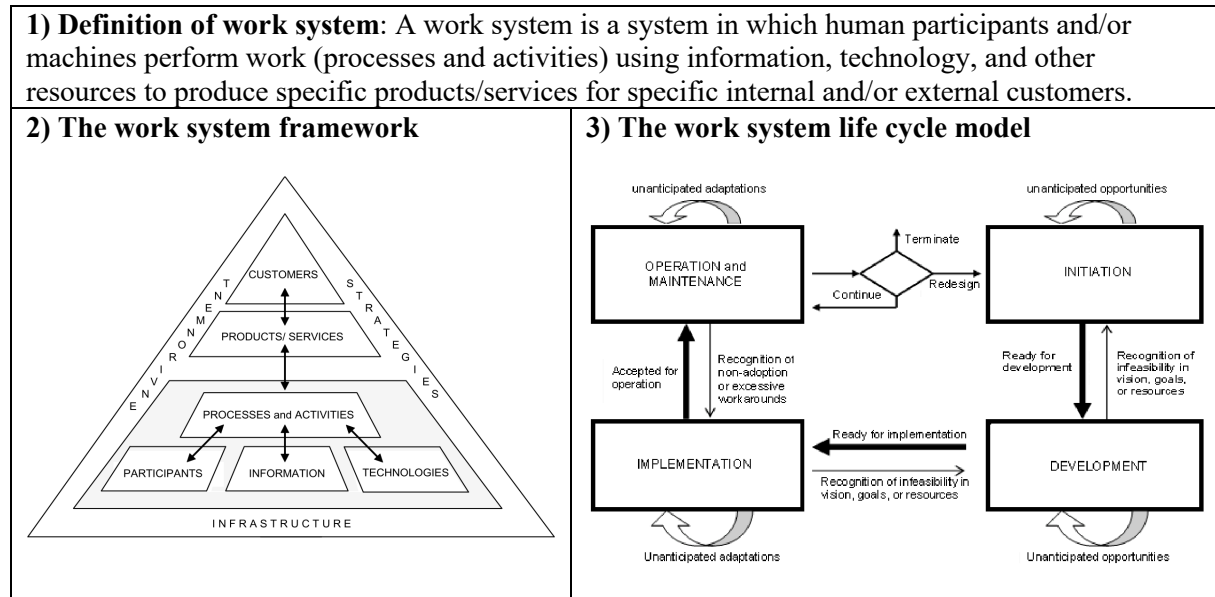 1) Definition of work system: A work system is a system in which human participants and/or
machines perform work (processes and activities) using information, technology, and other
resources to produce specific products/services for specific internal and/or external customers.
2) The work system framework
CUSTOMERS
PRODUCTS/ SERVICES
PROCESSES and ACTIVITIES
PARTICIPANTS
INFORMATION
TECHNOLOGIES
ENVIRONMENT
STRATEGIES
INFRASTRUCTURE
3) The work system life cycle model
unanticipated adaptations
unanticipated opportunities
OPERATION and
MAINTENANCE
Terminate
Continue
Redesign
INITIATION
Accepted for
operation
Recognition of
non-adoption
or excessive
workarounds
Ready for
development
Recognition of
infeasibility in
vision, goals,
or resources
IMPLEMENTATION
Ready for implementation
Recognition of infeasibility in
vision, goals, or resources
DEVELOPMENT
Unanticipated adaptations
Unanticipated opportunities